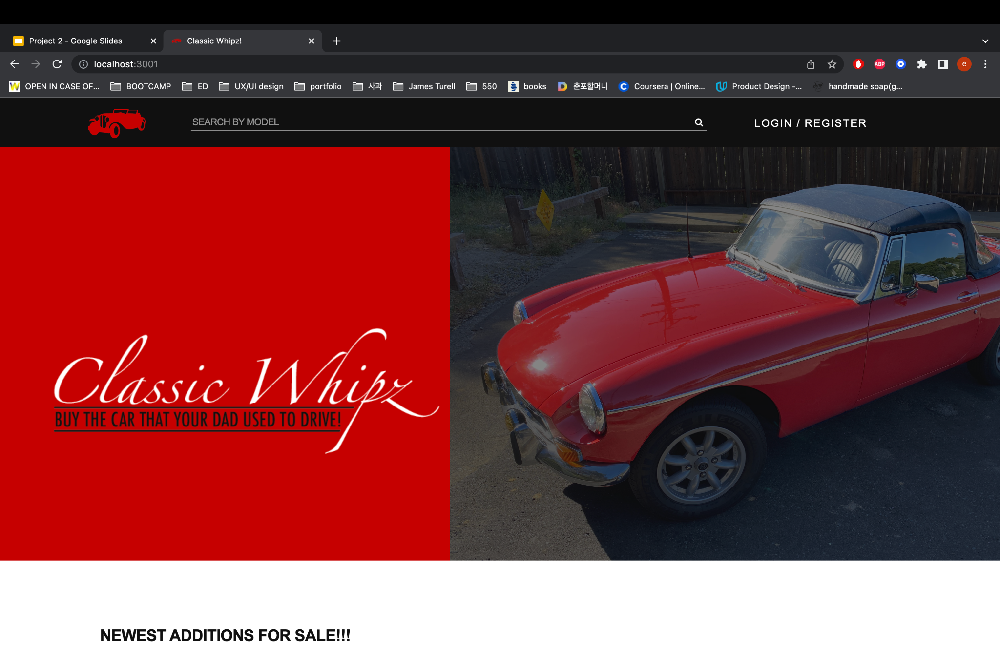 Project 2 - Google Slides
Classic Whipz!
localhost:3001
ABP
e
OPEN IN CASE OF...
BOOTCAMP
ED
UX/UI design
portfolio
사과
James Turell
550
books
춘포할머니
Coursera | Online...
Product Design -...
handmade soap(g...
SEARCH BY MODEL
LOGIN / REGISTER
Classic Whipz
BUY THE CAR THAT YOUR DAD USED TO DRIVE!
NEWEST ADDITIONS FOR SALE!!!